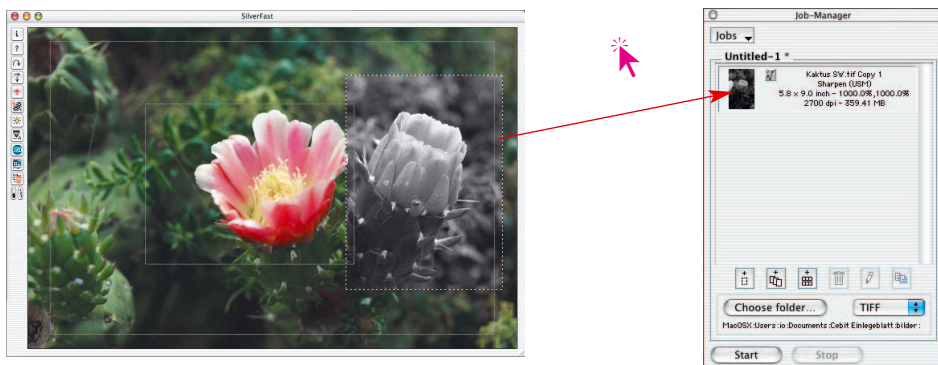 SilverFast
i
?
Job-Manager
Jobs
Untitled-1 *
Kaktus SW.tif Copy 1
Sharpen (USM)
5.8 x 9.0 inch - 1000.0%,1000.0%
2700 dpi - 359.41 MB
Choose folder...
TIFF
MacOSX:Users:io:Documents:Cebit Einlegeblatt:bilder:
Start
Stop